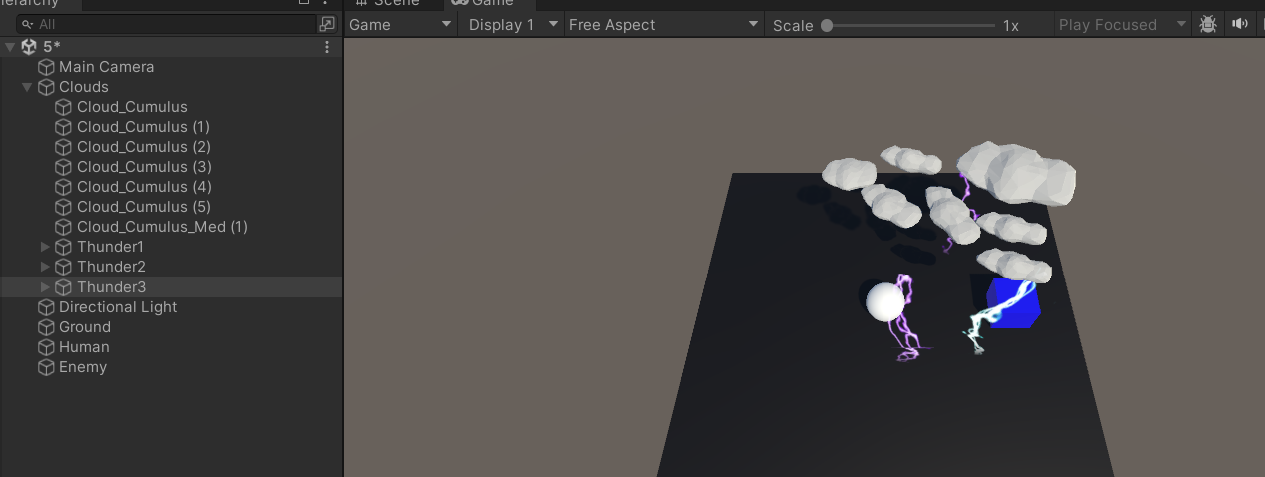 Scene Game
Game Display 1 Free Aspect Scale 1x Play Focused
All
5*
Main Camera
Clouds
Cloud_Cumulus
Cloud_Cumulus (1)
Cloud_Cumulus (2)
Cloud_Cumulus (3)
Cloud_Cumulus (4)
Cloud_Cumulus (5)
Cloud_Cumulus_Med (1)
Thunder1
Thunder2
Thunder3
Directional Light
Ground
Human
Enemy